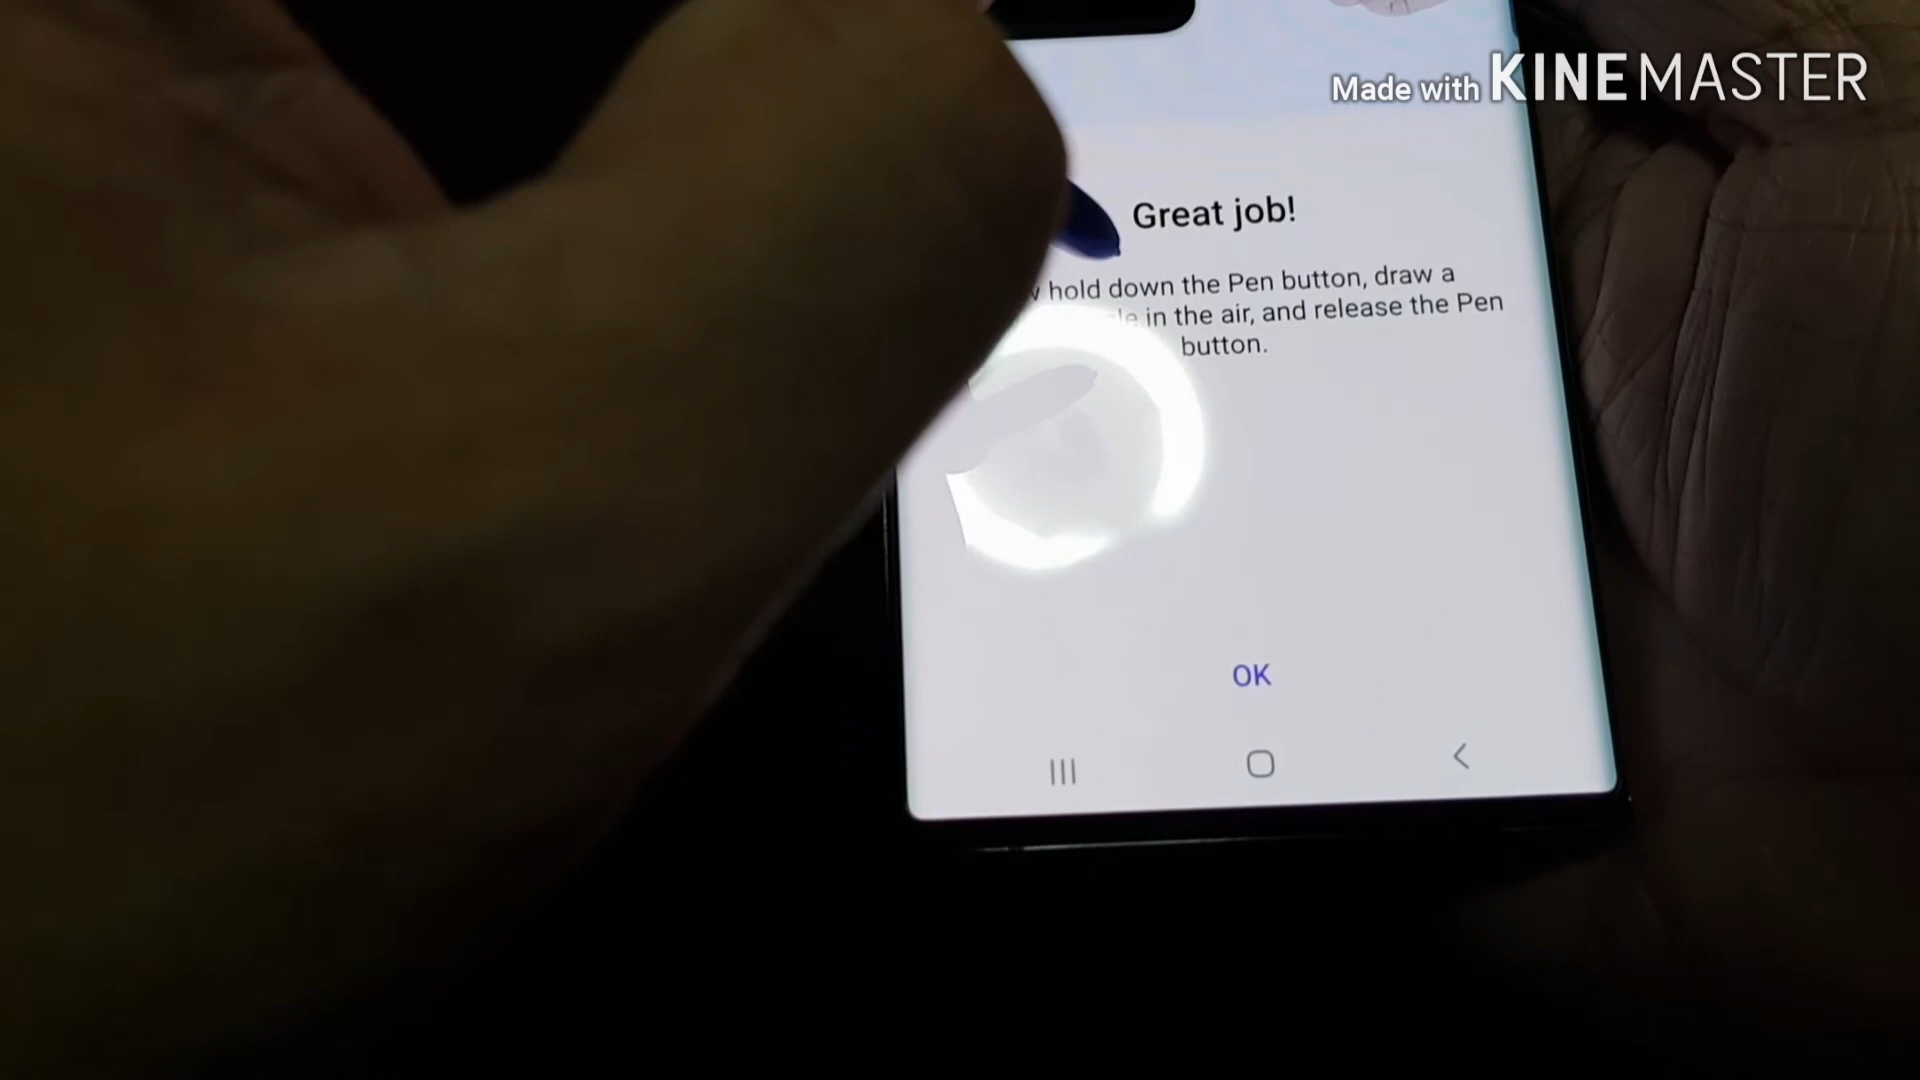 Made with KINEMASTER
Great job!
hold down the Pen button, draw a
in the air, and release the Pen
button.
OK